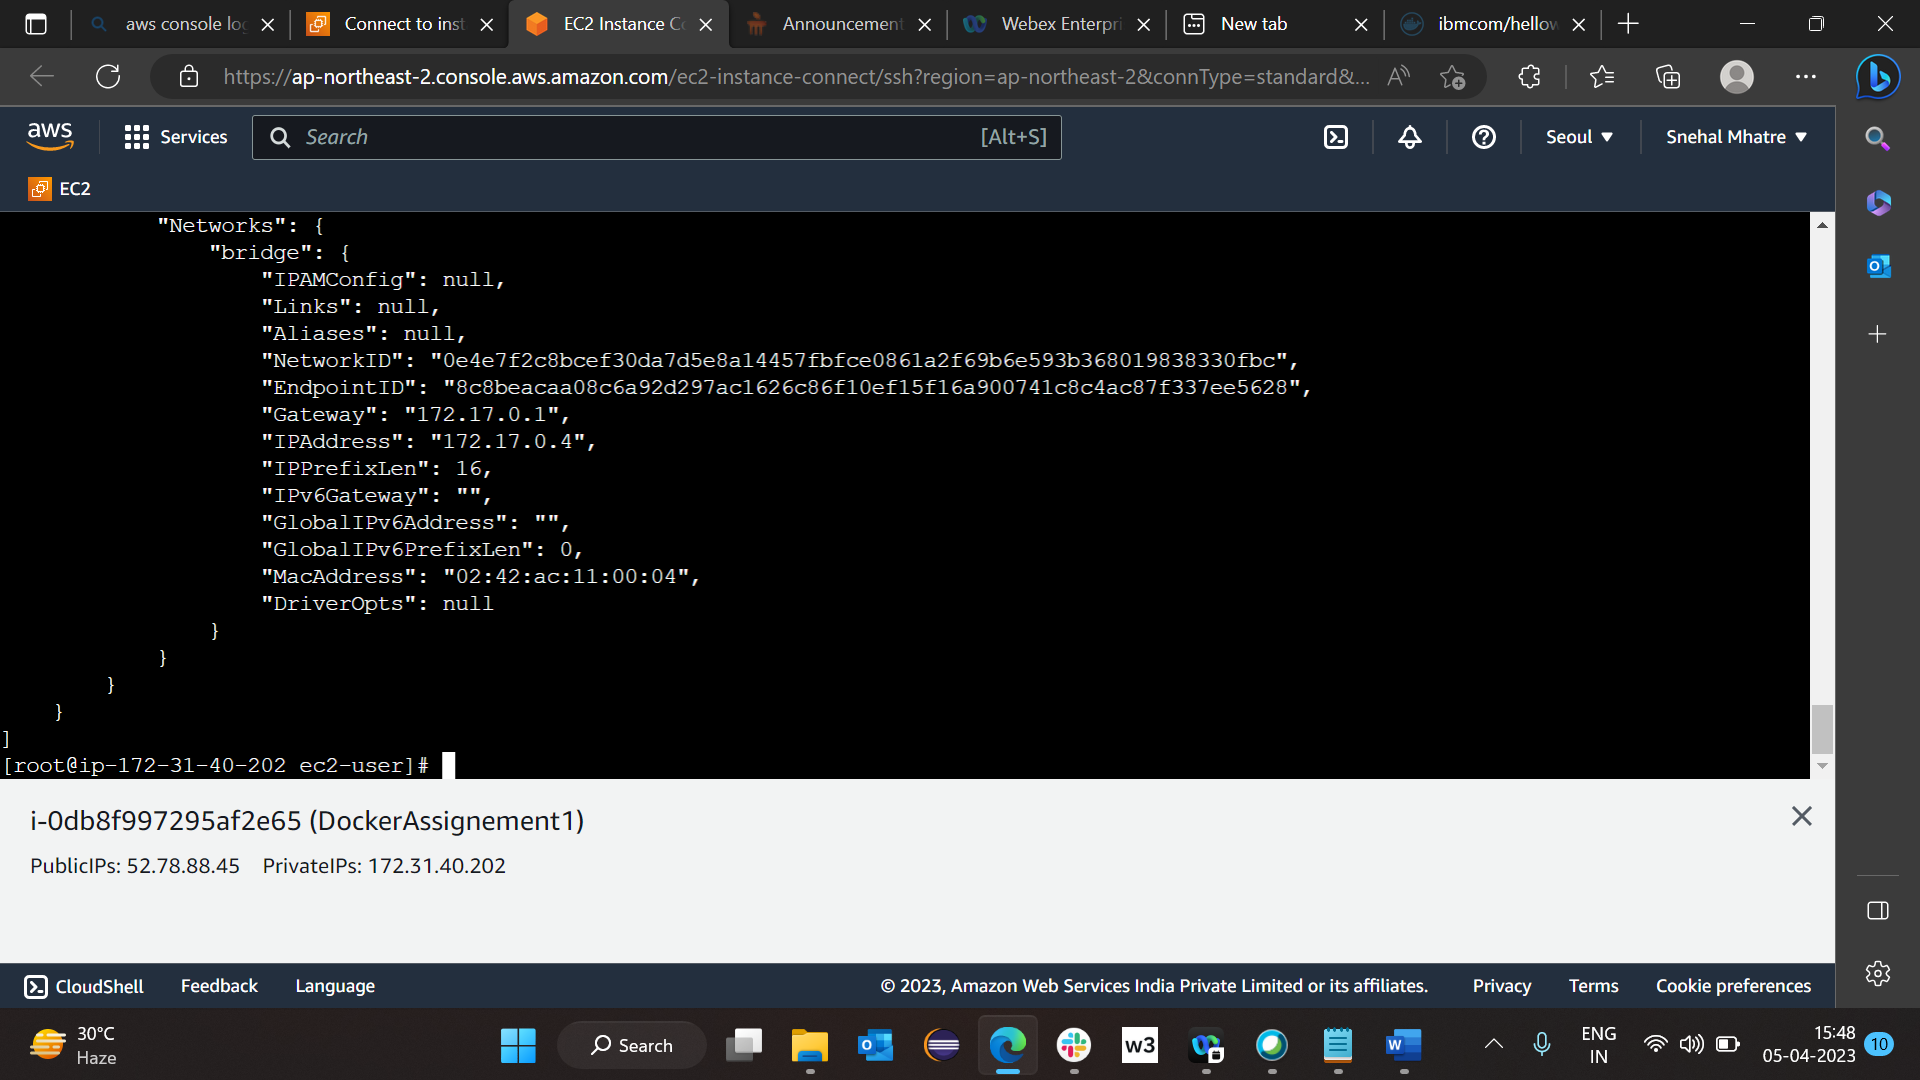 aws console log
Connect to inst
EC2 Instance Co
Announcement
Webex Enterpri
New tab
ibmcom/hellow
https://ap-northeast-2.console.aws.amazon.com/ec2-instance-connect/ssh?region=ap-northeast-2&connType=standard&...
aws
Services
Search
[Alt+S]
Seoul
Snehal Mhatre
EC2
"Networks": {
"bridge": {
"IPAMConfig": null,
"Links": null,
"Aliases": null,
"NetworkID": "0e4e7f2c8bcef30da7d5e8a14457fbfce0861a2f69b6e593b368019838330fbc",
"EndpointID": "8c8beacaa08c6a92d297ac1626c86f10ef15f16a900741c8c4ac87f337ee5628",
"Gateway": "172.17.0.1",
"IPAddress": "172.17.0.4",
"IPPrefixLen": 16,
"IPv6Gateway": "",
"GlobalIPv6Address": "",
"GlobalIPv6PrefixLen": 0,
"MacAddress": "02:42:ac:11:00:04",
"DriverOpts": null
}
}
}
}
]
[root@ip-172-31-40-202 ec2-user]#
i-0db8f997295af2e65 (DockerAssignement1)
PublicIPs: 52.78.88.45 PrivateIPs: 172.31.40.202
CloudShell
Feedback
Language
© 2023, Amazon Web Services India Private Limited or its affiliates.
Privacy
Terms
Cookie preferences
30°C
Haze
Search
w3
ENG
IN
15:48
05-04-2023
10